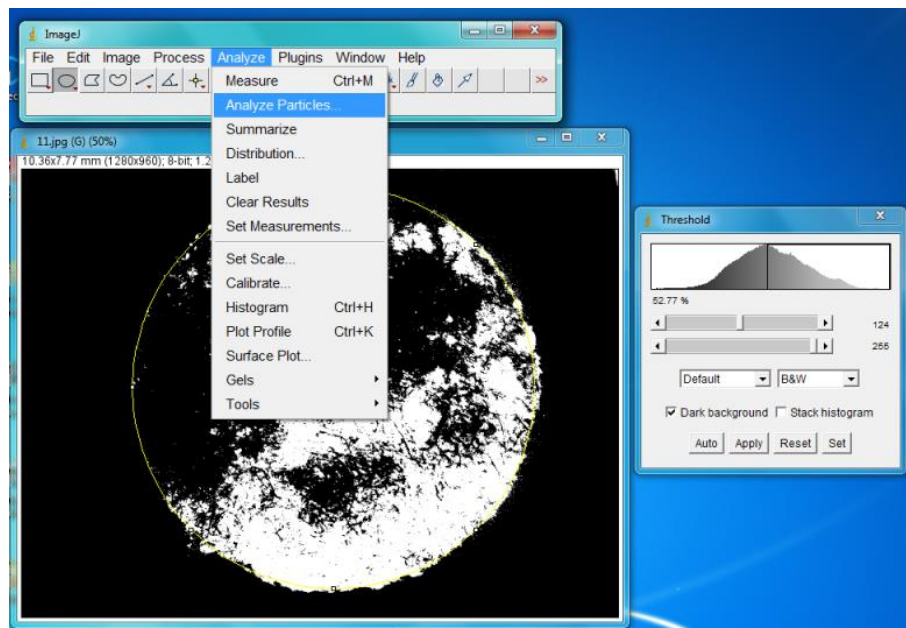 ImageJ
File Edit Image Process Analyze Plugins Window Help
>>
Measure Ctrl+M
Analyze Particles...
Summarize
Distribution...
Label
Clear Results
Set Measurements...
Set Scale...
Calibrate...
Histogram Ctrl+H
Plot Profile Ctrl+K
Surface Plot...
Gels
Tools
11.jpg (G) (50%)
10.36x7.77 mm (1280x960); 8-bit; 1.2
Threshold
52.77 %
124
255
Default B&W
Dark background Stack histogram
Auto Apply Reset Set